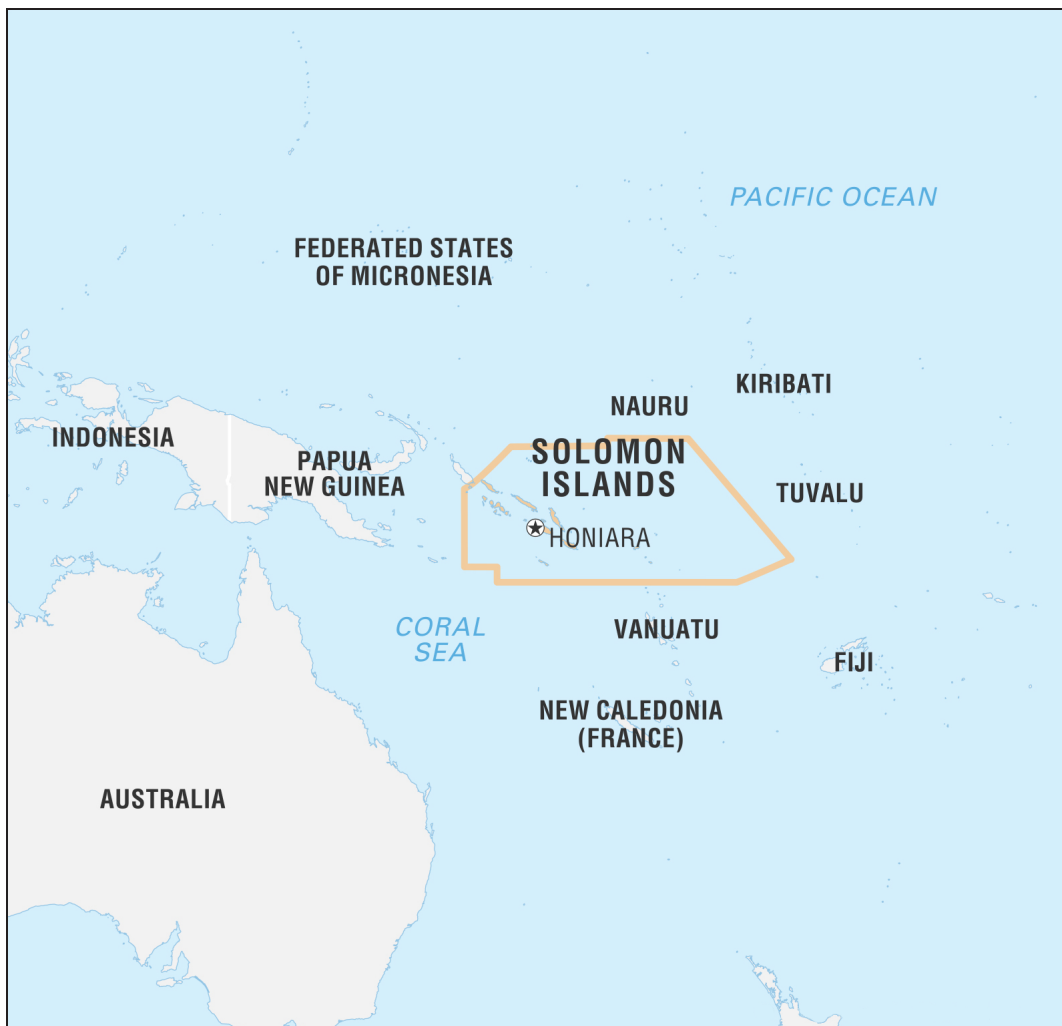 PACIFIC OCEAN
FEDERATED STATES
OF MICRONESIA
KIRIBATI
NAURU
INDONESIA
SOLOMON
ISLANDS
PAPUA
NEW GUINEA
TUVALU
HONIARA
CORAL
SEA
VANUATU
FIJI
NEW CALEDONIA
(FRANCE)
AUSTRALIA